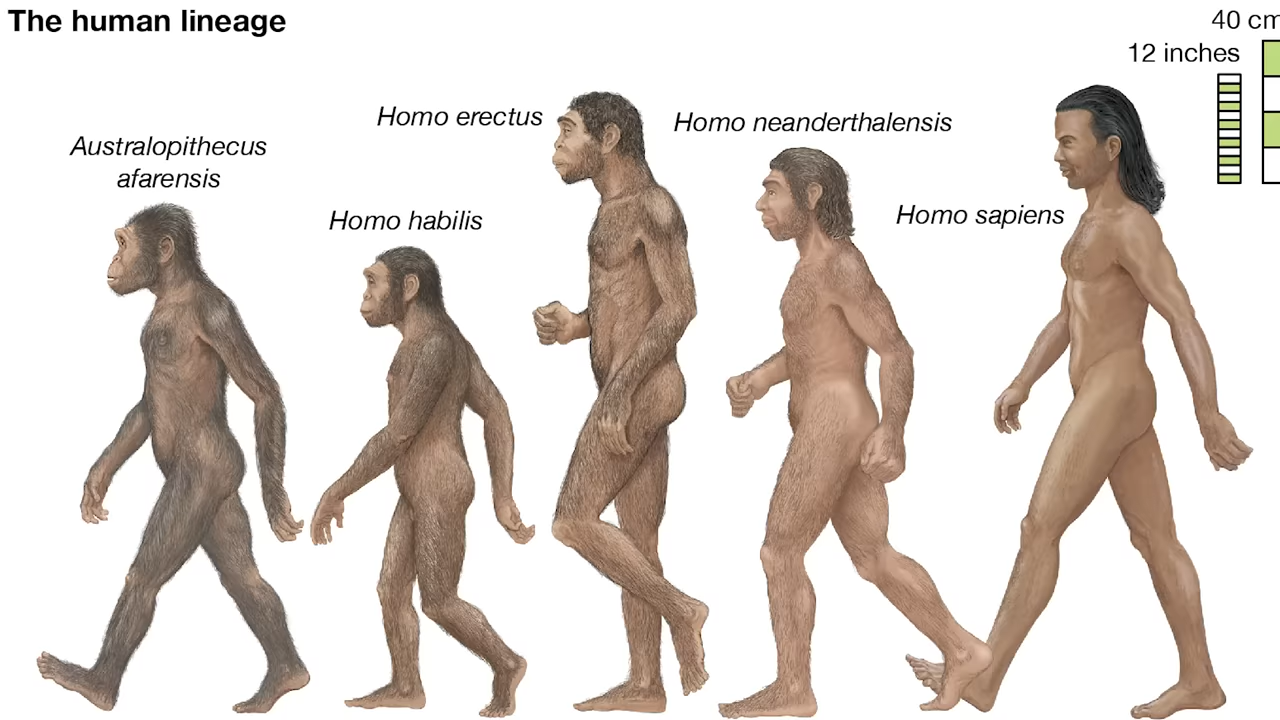 The human lineage
40 cm
12 inches
Homo erectus
Homo neanderthalensis
Australopithecus
afarensis
Homo habilis
Homo sapiens